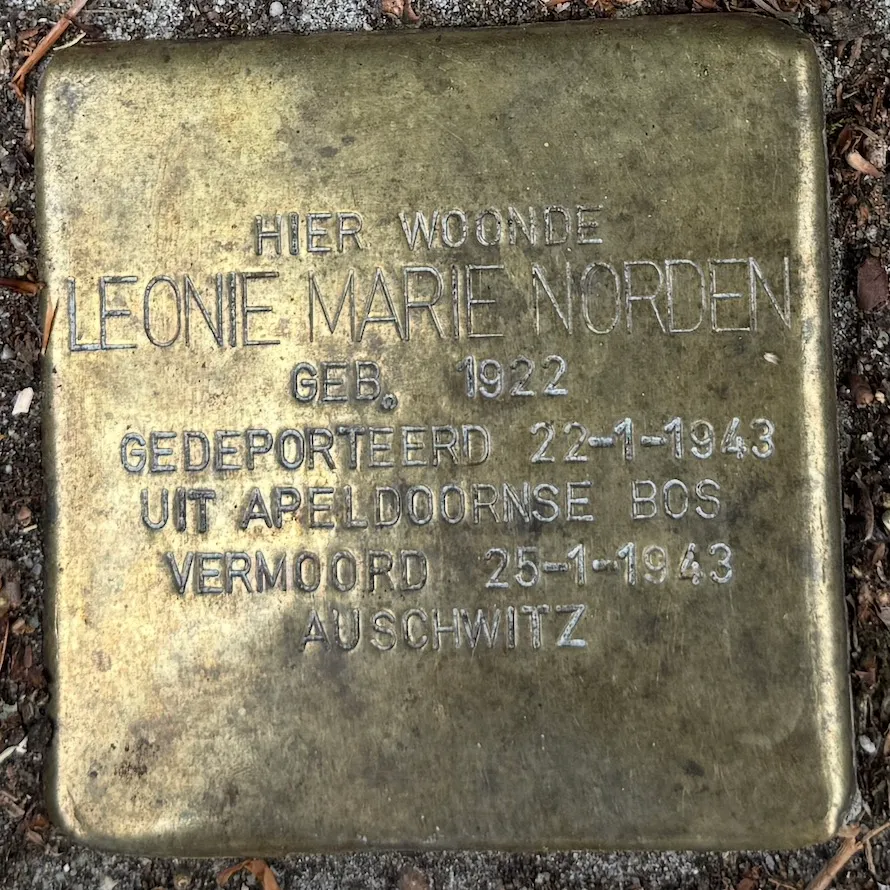 HIER WOONDE
LEONIE MARIE NORDEN
GEB. 1922
GEDEPORTEERD 22-1-1943
UIT APELDOORNSE BOS
VERMOORD 25-1-1943
AUSCHWITZ